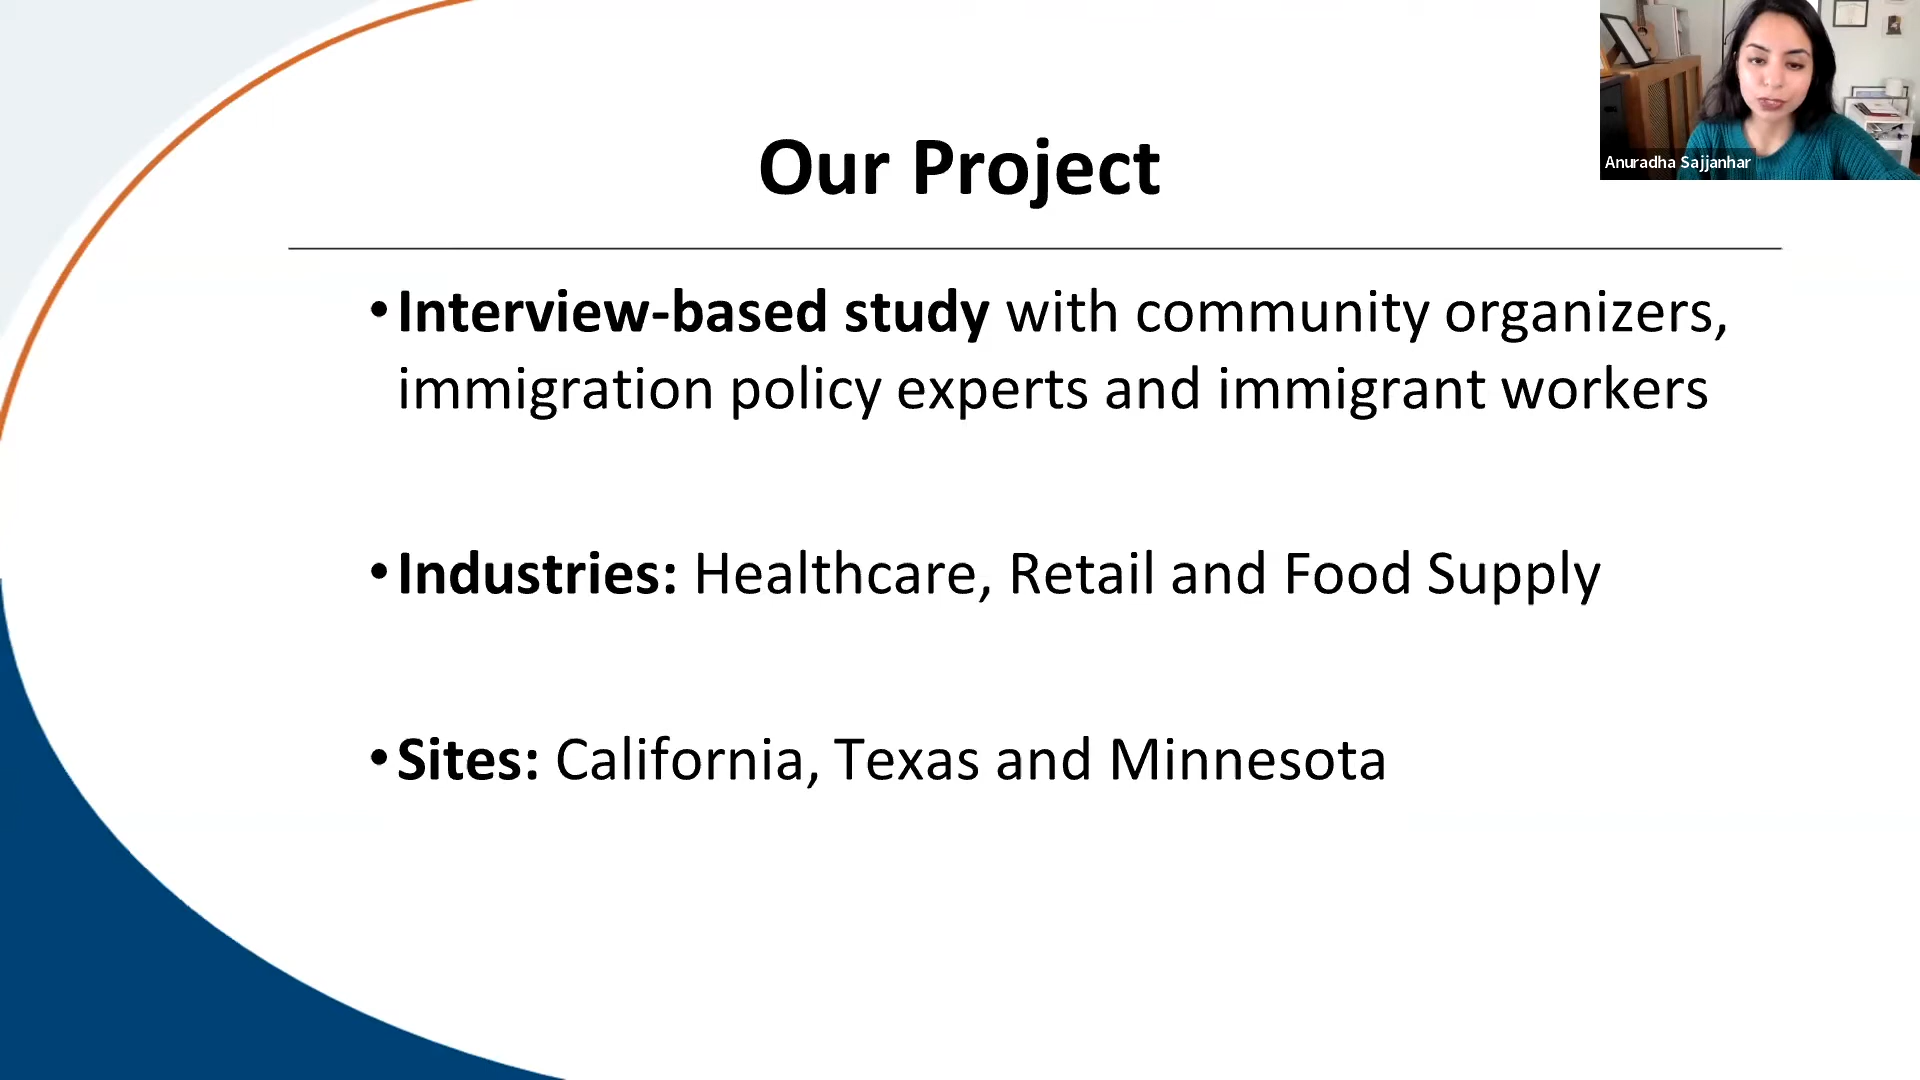 Our Project
Anuradha Sajjanhar
•Interview-based study with community organizers,
immigration policy experts and immigrant workers
•Industries: Healthcare, Retail and Food Supply
•Sites: California, Texas and Minnesota